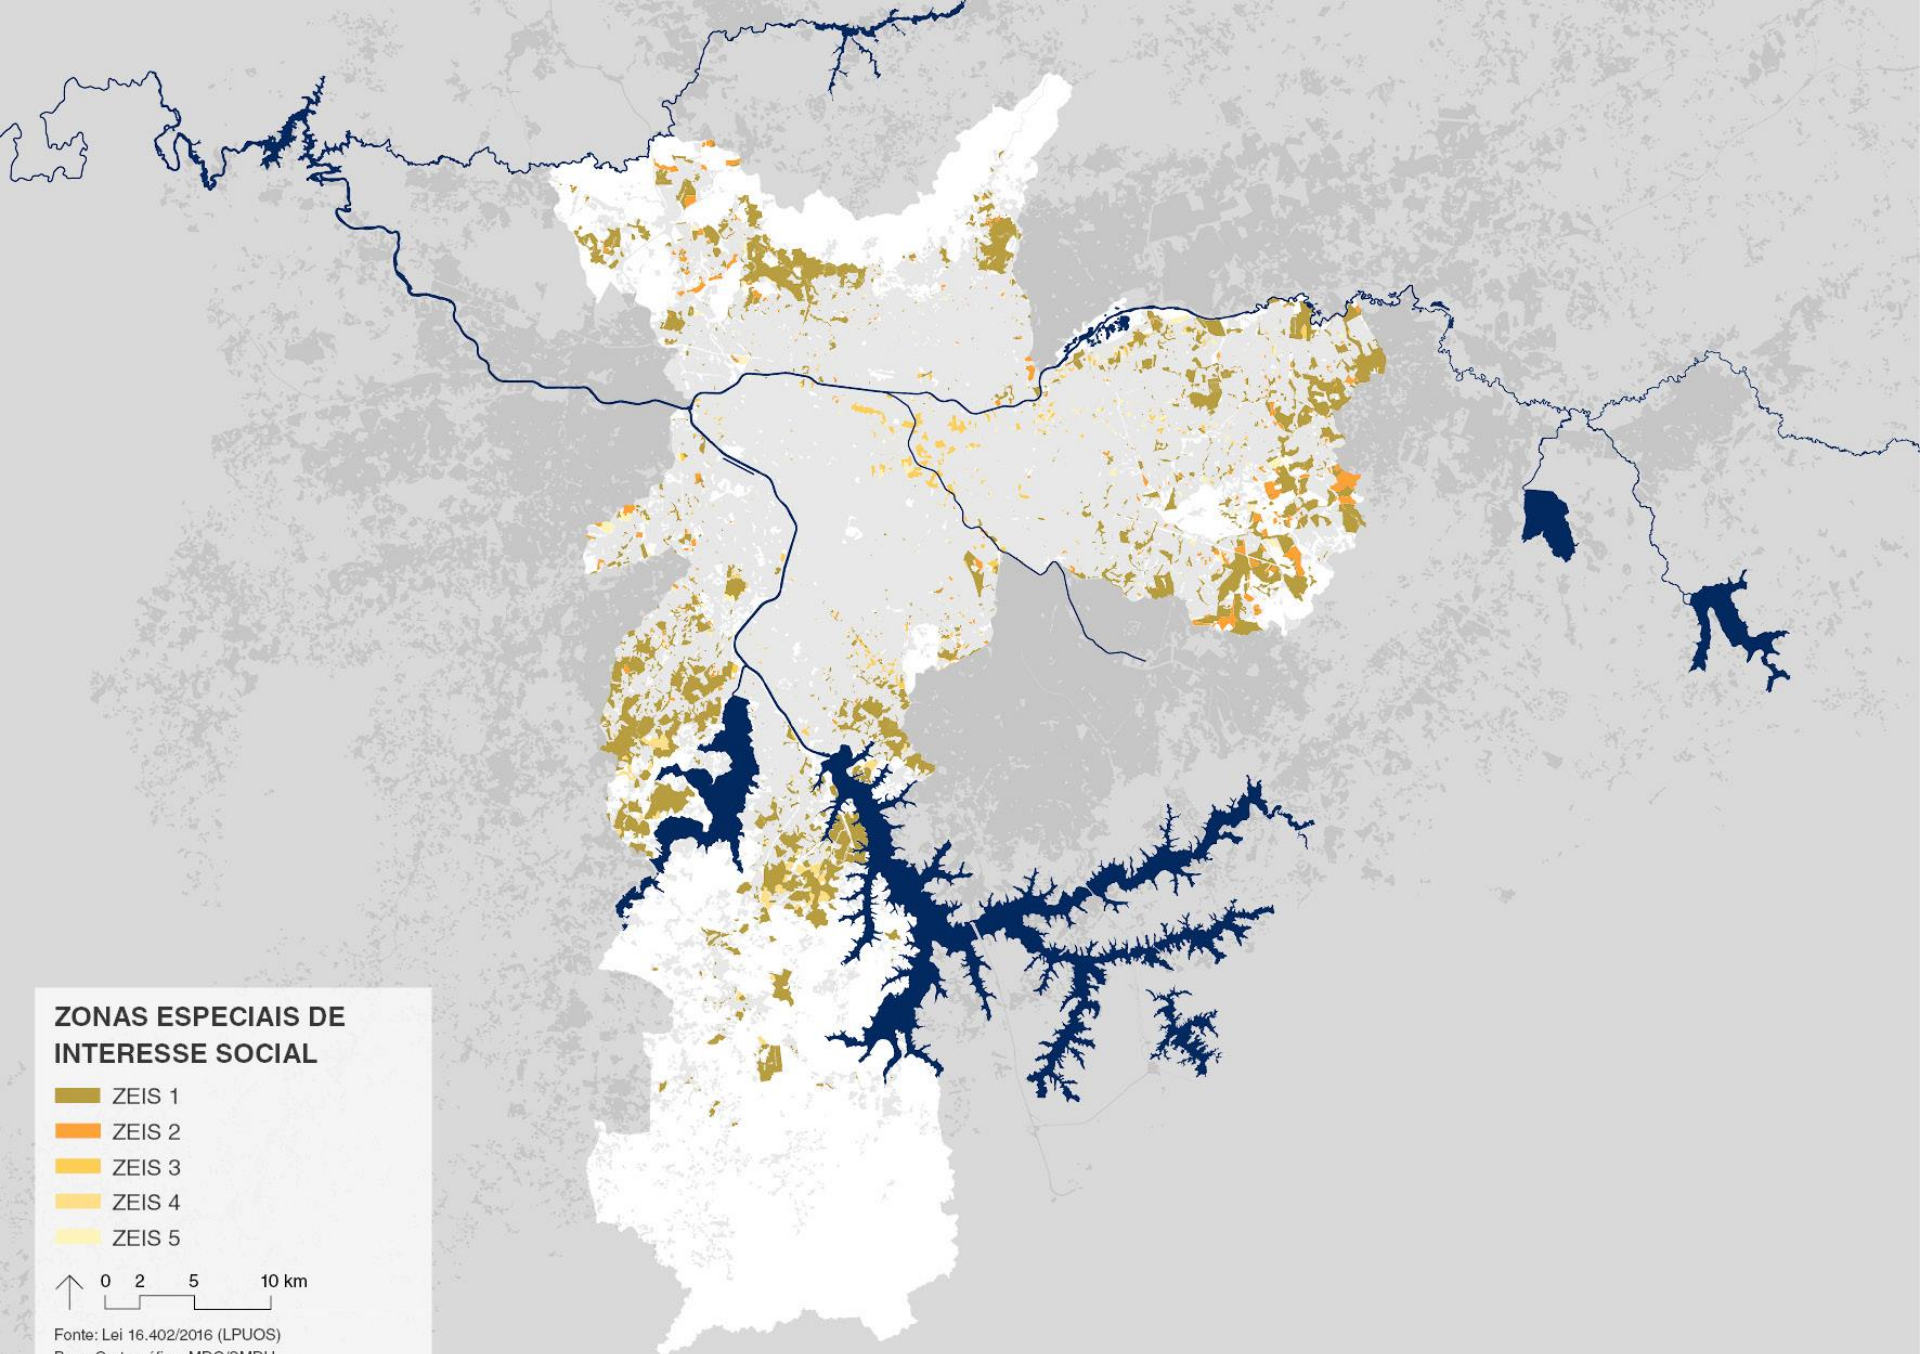 ZONAS ESPECIAIS DE
INTERESSE SOCIAL
ZEIS 1
ZEIS 2
ZEIS 3
ZEIS 4
ZEIS 5
0 2 5 10 km
Fonte: Lei 16.402/2016 (LPUOS)